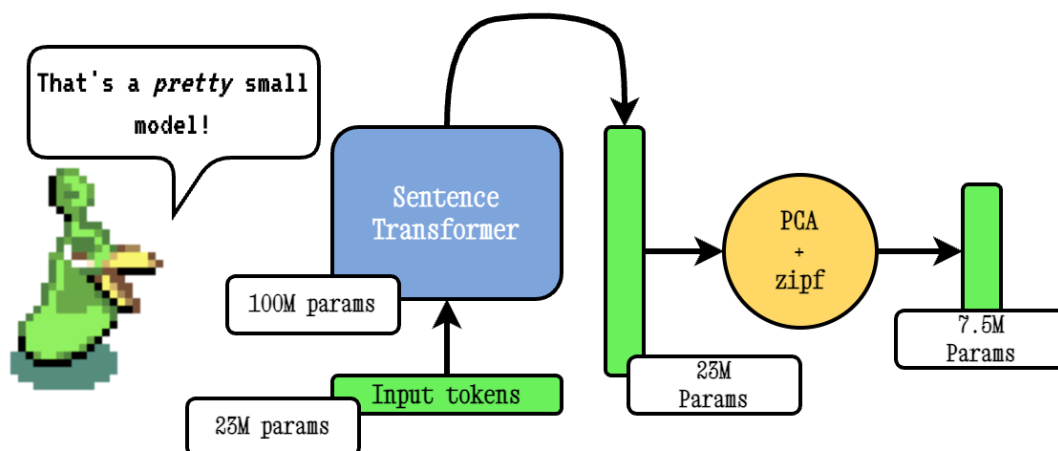 That's a pretty small
model!
Sentence
Transformer
100M params
Input tokens
23M params
23M
Params
PCA
+
zipf
7.5M
Params